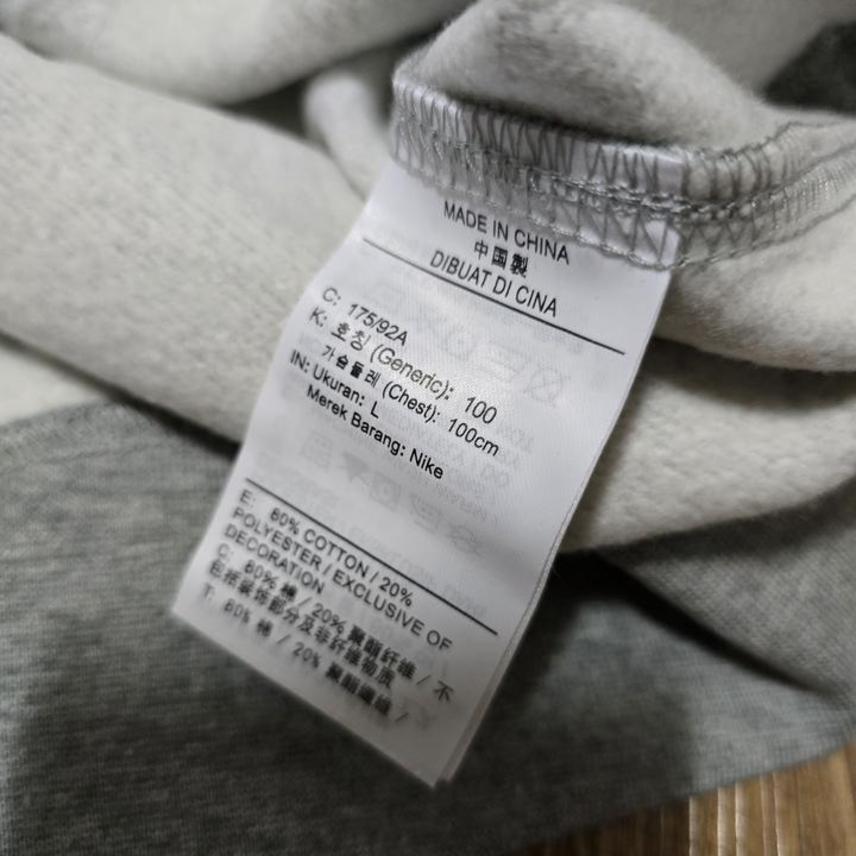 MADE IN CHINA
中国製
DIBUAT DI CINA
C: 175/92A
K: 호칭 (Generic): 100
가슴둘레 (Chest): 100cm
IN: Ukuran: L
Merek Barang: Nike
E: 80% COTTON / 20%
POLYESTER / EXCLUSIVE OF
DECORATION
C: 80% 棉 / 20% 聚酯纤维 / 不
包括装饰部分及非纤维物质
T: 80% 棉 / 20% 聚酯纖維 /